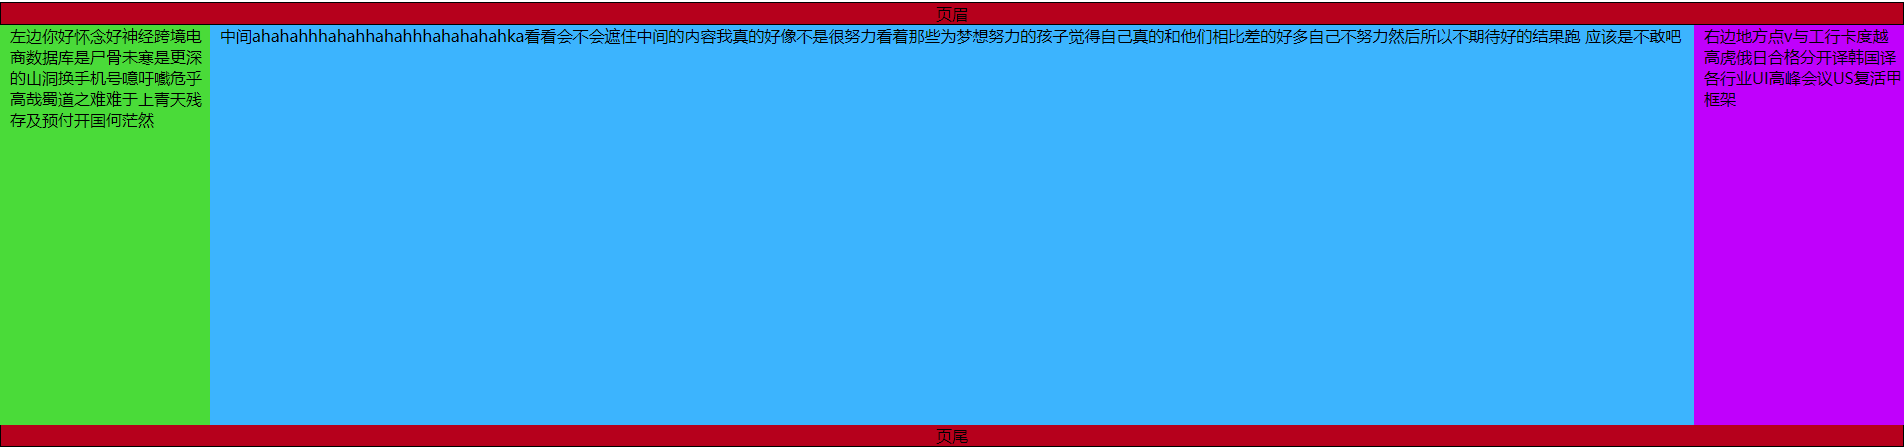 页眉
左边你好怀念好神经跨境电
商数据库是尸骨未寒是更深
的山洞换手机号噫吁嚱危乎
高哉蜀道之难难于上青天残
存及预付开国何茫然
中间ahahahhhahahhahahhhahahahahka看看会不会遮住中间的内容我真的好像不是很努力看着那些为梦想努力的孩子觉得自己真的和他们相比差的好多自己不努力然后所以不期待好的结果跑 应该是不敢吧
右边地方点v与工行卡度越
高虎俄日合格分开译韩国译
各行业UI高峰会议US复活甲
框架
页尾